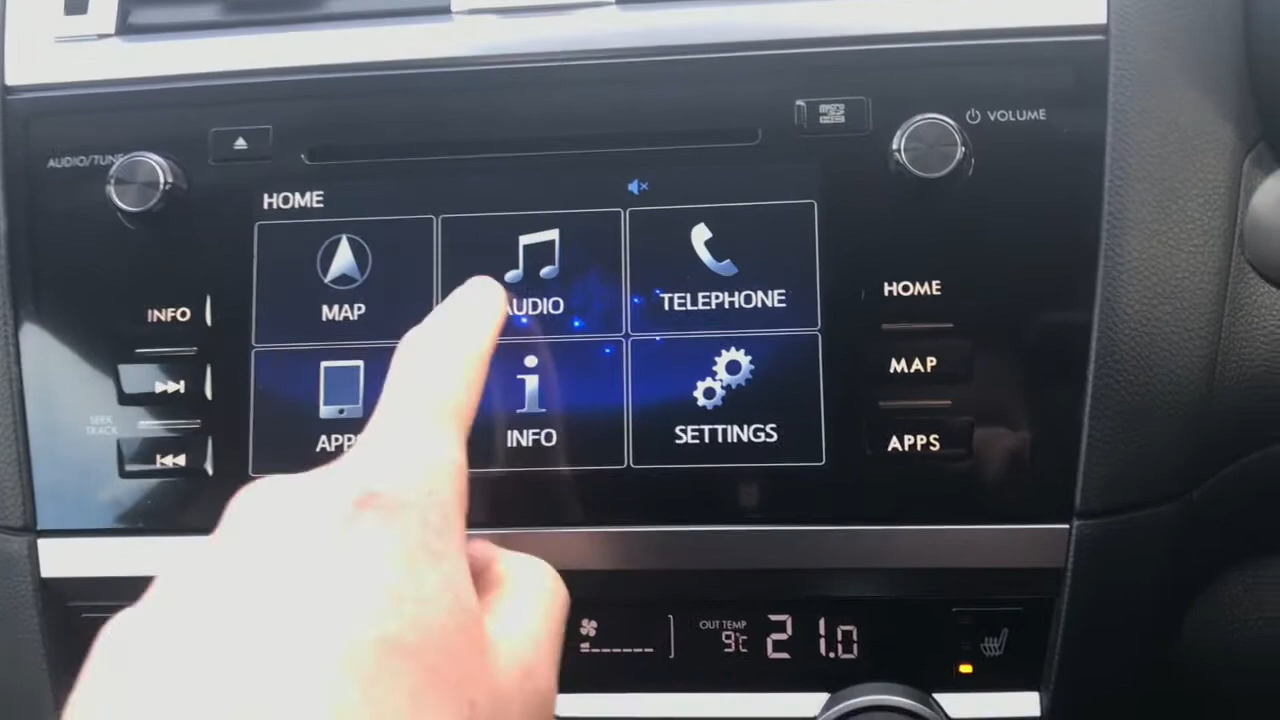 AUDIO/TUNE
VOLUME
HOME
MAP
AUDIO
TELEPHONE
INFO
HOME
MAP
APPS
INFO
SETTINGS
APPS
SEEK
TRACK
OUT TEMP
9°C
21.0